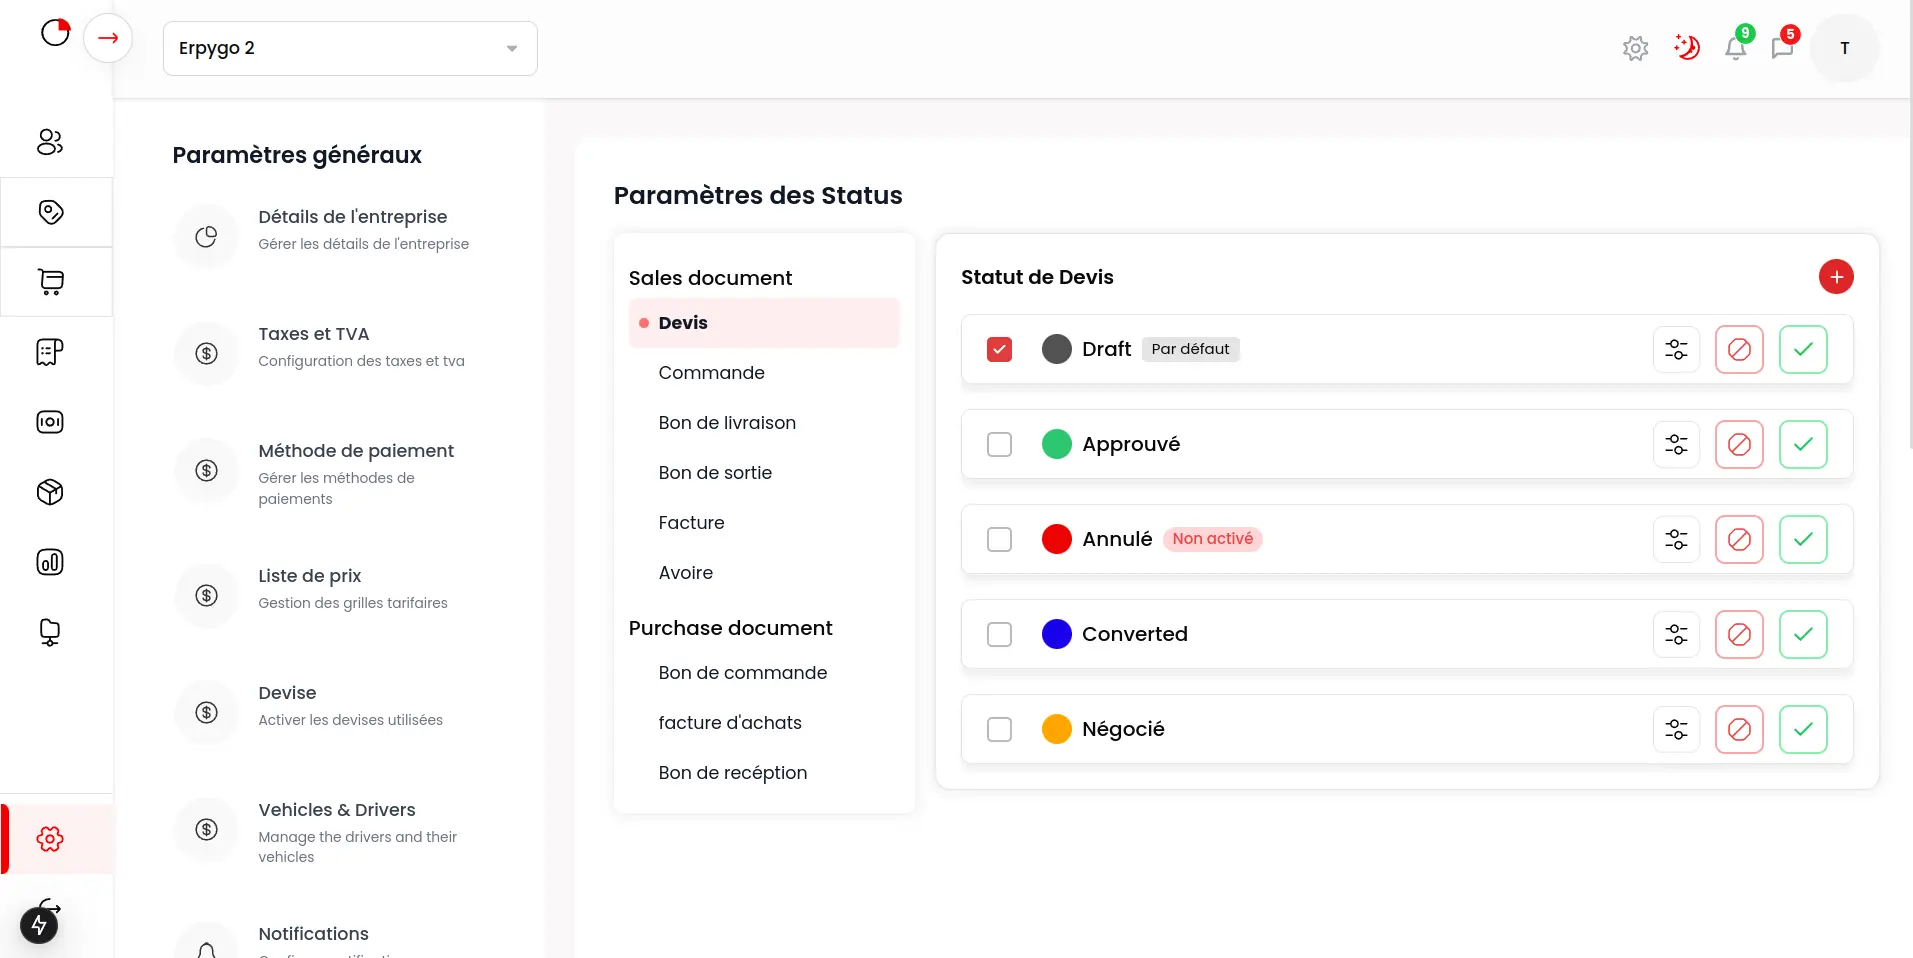 Erpygo 2
9
5
T
Paramètres généraux
Détails de l'entreprise
Gérer les détails de l'entreprise
Taxes et TVA
Configuration des taxes et tva
Méthode de paiement
Gérer les méthodes de
paiements
Liste de prix
Gestion des grilles tarifaires
Devise
Activer les devises utilisées
Vehicles & Drivers
Manage the drivers and their
vehicles
Notifications
Paramètres des Status
Sales document
Devis
Commande
Bon de livraison
Bon de sortie
Facture
Avoire
Purchase document
Bon de commande
facture d'achats
Bon de recéption
Statut de Devis
Draft Par défaut
Approuvé
Annulé Non activé
Converted
Négocié